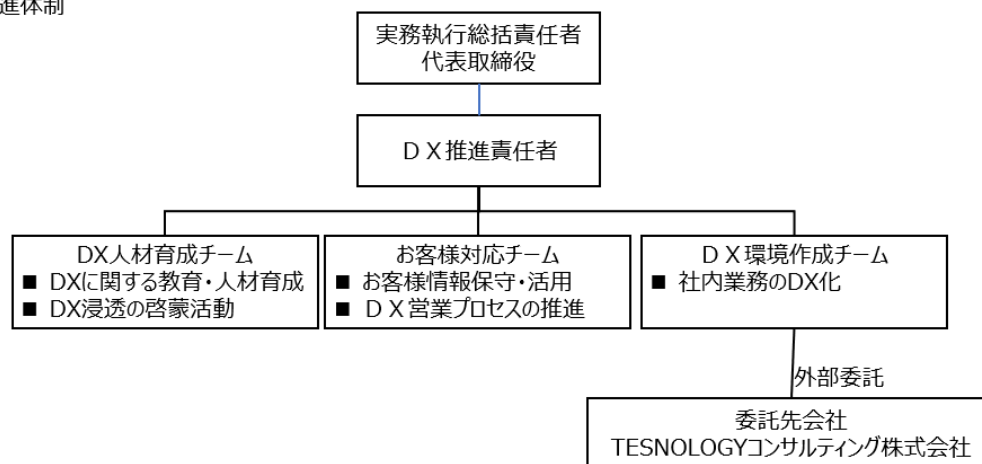 進体制
実務執行総括責任者
代表取締役
ＤＸ推進責任者
DX人材育成チーム
■ DXに関する教育・人材育成
■ DX浸透の啓蒙活動
お客様対応チーム
■ お客様情報保守・活用
■ ＤＸ営業プロセスの推進
ＤＸ環境作成チーム
■ 社内業務のDX化
外部委託
委託先会社
TESNOLOGYコンサルティング株式会社